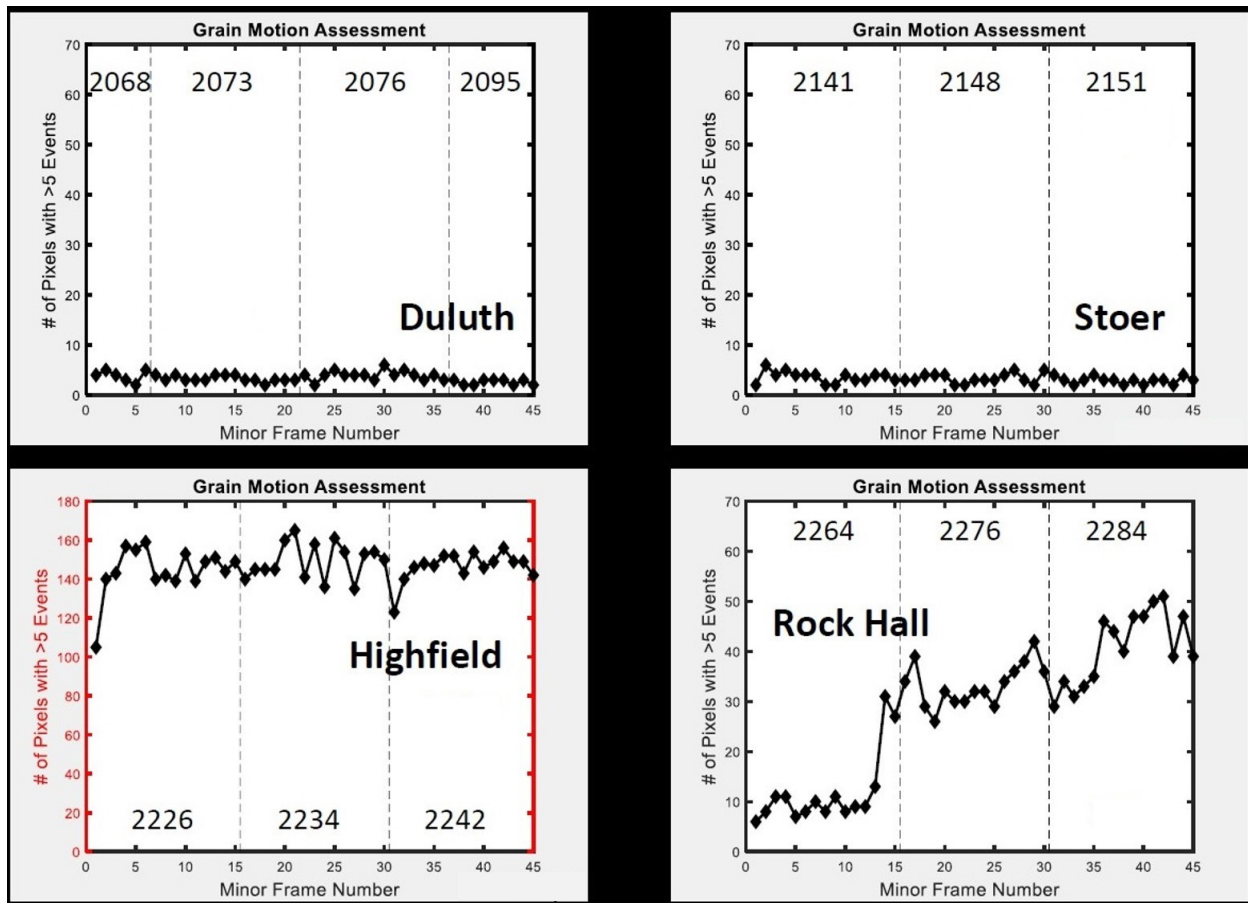 Grain Motion Assessment
70
60
50
40
30
20
10
0
# of Pixels with >5 Events
2068 2073 2076 2095
Duluth
0 5 10 15 20 25 30 35 40 45
Minor Frame Number
Grain Motion Assessment
70
60
50
40
30
20
10
0
# of Pixels with >5 Events
2141 2148 2151
Stoer
0 5 10 15 20 25 30 35 40 45
Minor Frame Number
Grain Motion Assessment
180
160
140
120
100
80
60
40
20
0
# of Pixels with >5 Events
Highfield
2226 2234 2242
0 5 10 15 20 25 30 35 40 45
Minor Frame Number
Grain Motion Assessment
70
60
50
40
30
20
10
0
# of Pixels with >5 Events
2264 2276 2284
Rock Hall
0 5 10 15 20 25 30 35 40 45
Minor Frame Number